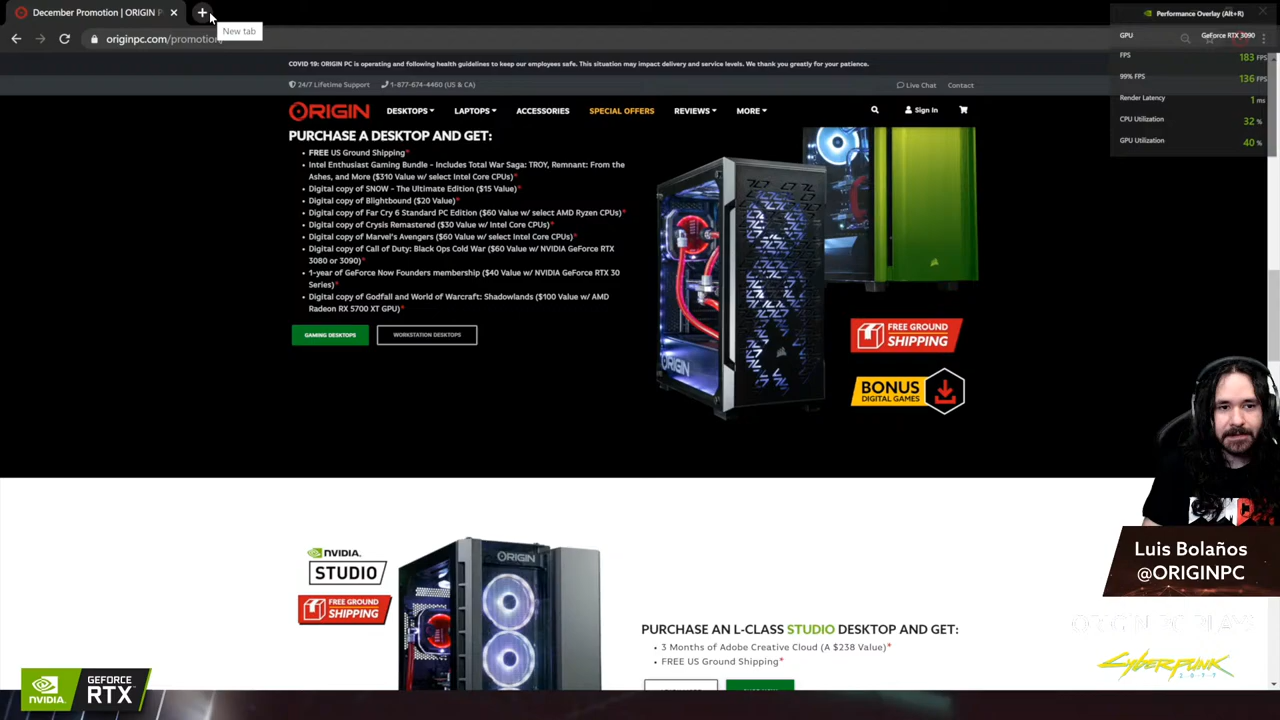 December Promotion | ORIGIN P
New tab
originpc.com/promotion
Performance Overlay (Alt+R)
GPU GeForce RTX 3090
FPS 183 FPS
99% FPS 136 FPS
Render Latency 1 ms
CPU Utilization 32 %
GPU Utilization 40 %
COVID 19: ORIGIN PC is operating and following health guidelines to keep our employees safe. This situation may impact delivery and service levels. We thank you greatly for your patience.
24/7 Lifetime Support 1-877-674-4460 (US & CA) Live Chat Contact
ORIGIN DESKTOPS LAPTOPS ACCESSORIES SPECIAL OFFERS REVIEWS MORE Sign In
PURCHASE A DESKTOP AND GET:
• FREE US Ground Shipping*
• Intel Enthusiast Gaming Bundle - Includes Total War Saga: TROY, Remnant: From the
Ashes, and More ($310 Value w/ select Intel Core CPUs)*
• Digital copy of SNOW - The Ultimate Edition ($15 Value)*
• Digital copy of Blightbound ($20 Value)*
• Digital copy of Far Cry 6 Standard PC Edition ($60 Value w/ select AMD Ryzen CPUs)*
• Digital copy of Crysis Remastered ($30 Value w/ Intel Core CPUs)*
• Digital copy of Marvel's Avengers ($60 Value w/ select Intel Core CPUs)*
• Digital copy of Call of Duty: Black Ops Cold War ($60 Value w/ NVIDIA GeForce RTX
3080 or 3090)*
• 1-year of GeForce Now Founders membership ($40 Value w/ NVIDIA GeForce RTX 30
Series)*
• Digital copy of Godfall and World of Warcraft: Shadowlands ($100 Value w/ AMD
Radeon RX 5700 XT GPU)*
GAMING DESKTOPS WORKSTATION DESKTOPS
ORIGIN
FREE GROUND
SHIPPING
BONUS
DIGITAL GAMES
NVIDIA.
STUDIO
FREE GROUND
SHIPPING
ORIGIN
PURCHASE AN L-CLASS STUDIO DESKTOP AND GET:
• 3 Months of Adobe Creative Cloud (A $238 Value)*
• FREE US Ground Shipping*
Luis Bolaños
@ORIGINPC
ORIGIN PC PLAYS
Cyberpunk
2077
NVIDIA.
GEFORCE
RTX